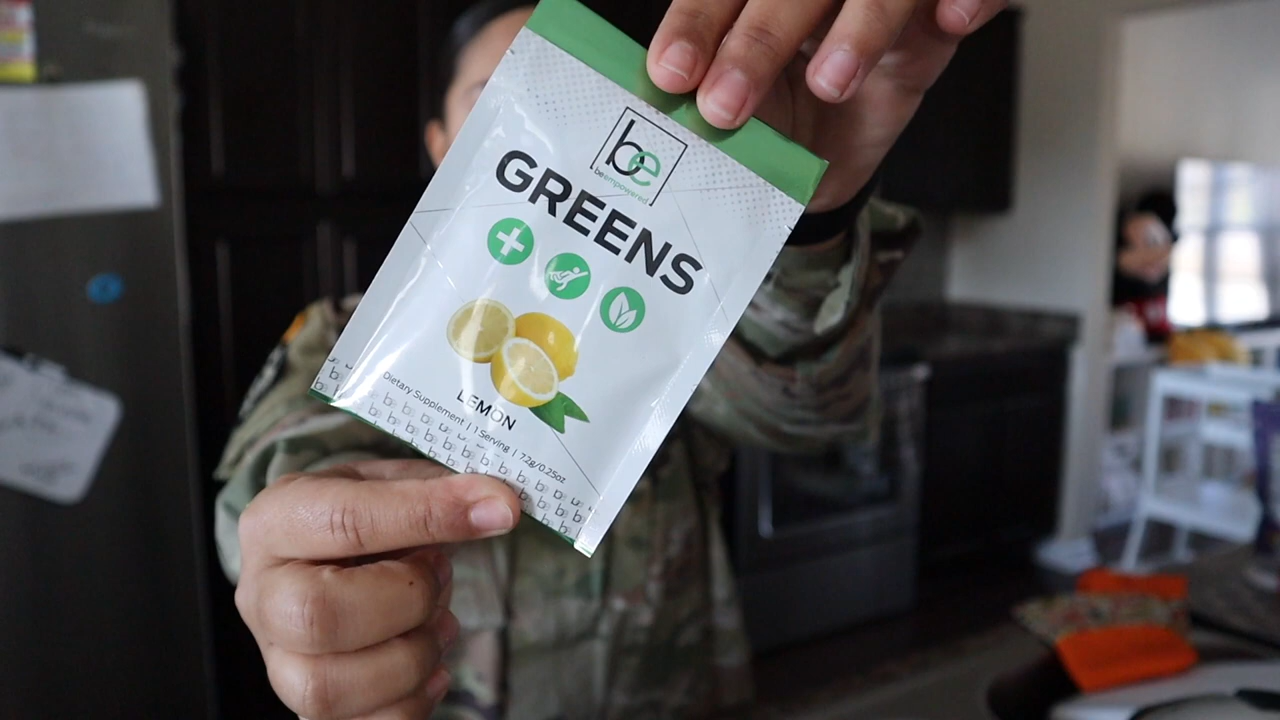 be
beempowered
GREENS
LEMON
Dietary Supplement | 1 Serving | 7.2g/0.25oz